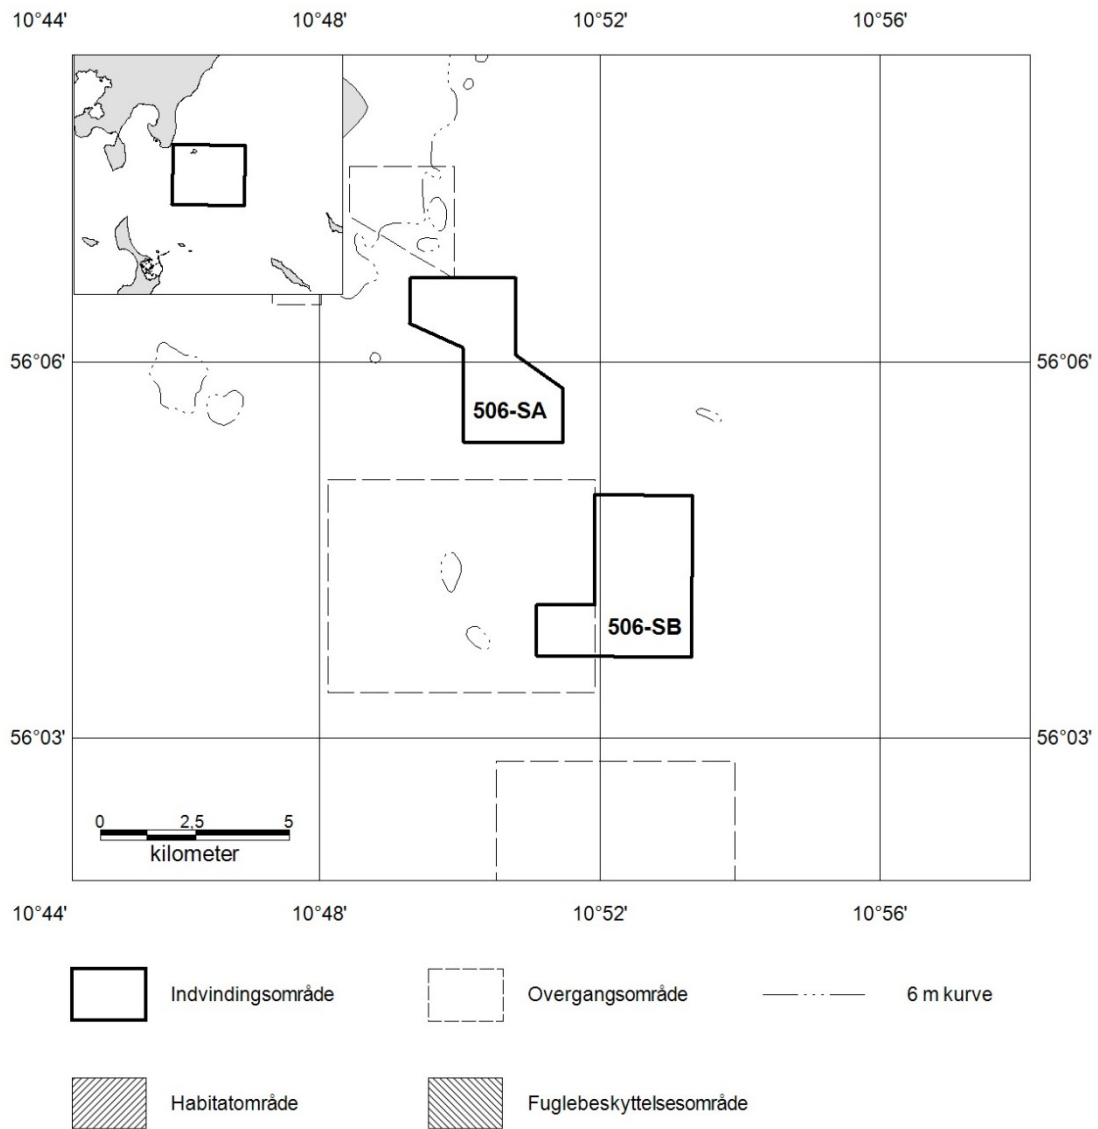 10°44' 10°48' 10°52' 10°56'
56°06' 56°06'
506-SA
506-SB
56°03' 56°03'
0 2,5 5
kilometer
10°44' 10°48' 10°52' 10°56'
Indvindingsområde Overgangsområde 6 m kurve
Habitatområde Fuglebeskyttelsesområde